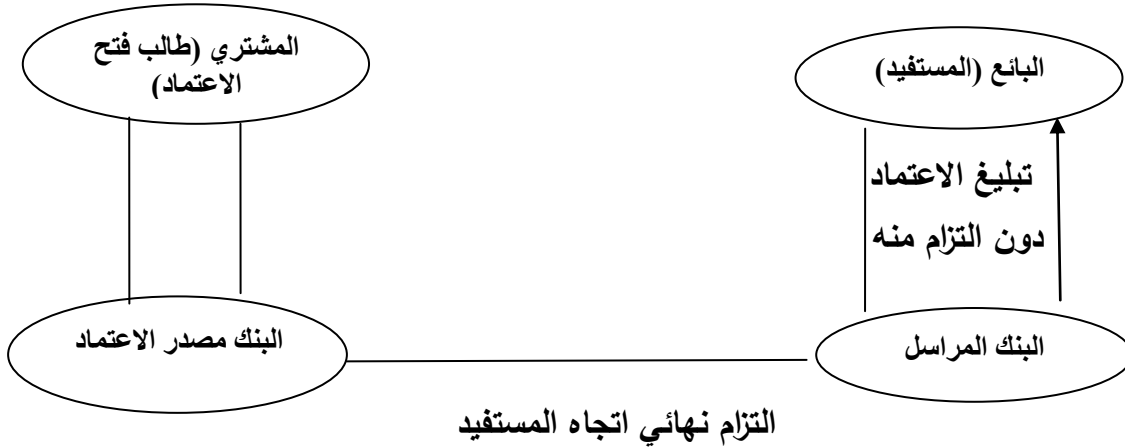 المشتري (طالب فتح
الاعتماد)
البائع (المستفيد)
تبليغ الاعتماد
دون التزام منه
البنك مصدر الاعتماد
البنك المراسل
التزام نهائي اتجاه المستفيد